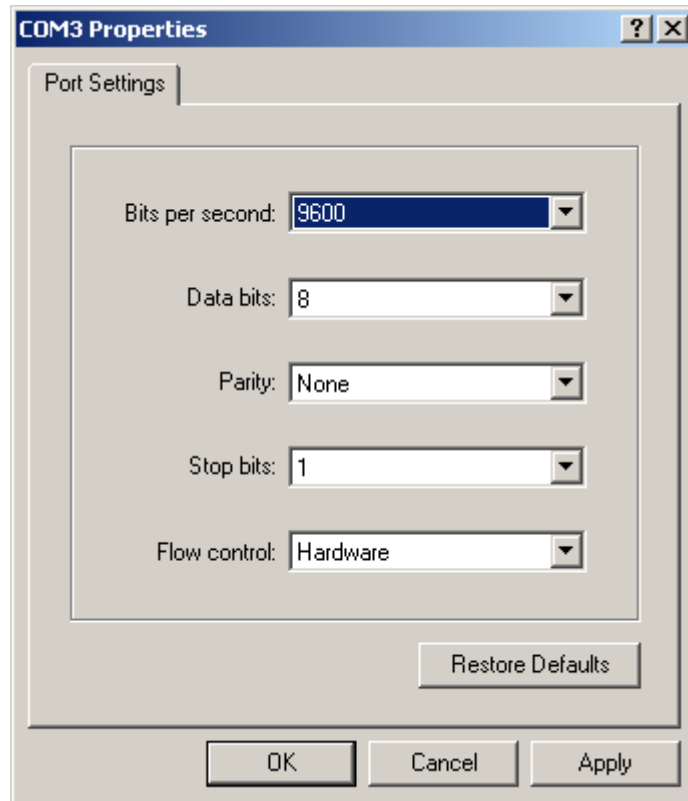 COM3 Properties
Port Settings
Bits per second: 9600
Data bits: 8
Parity: None
Stop bits: 1
Flow control: Hardware
Restore Defaults
OK Cancel Apply